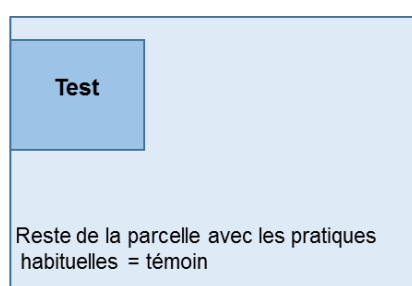 Test
Reste de la parcelle avec les pratiques
habituelles = témoin